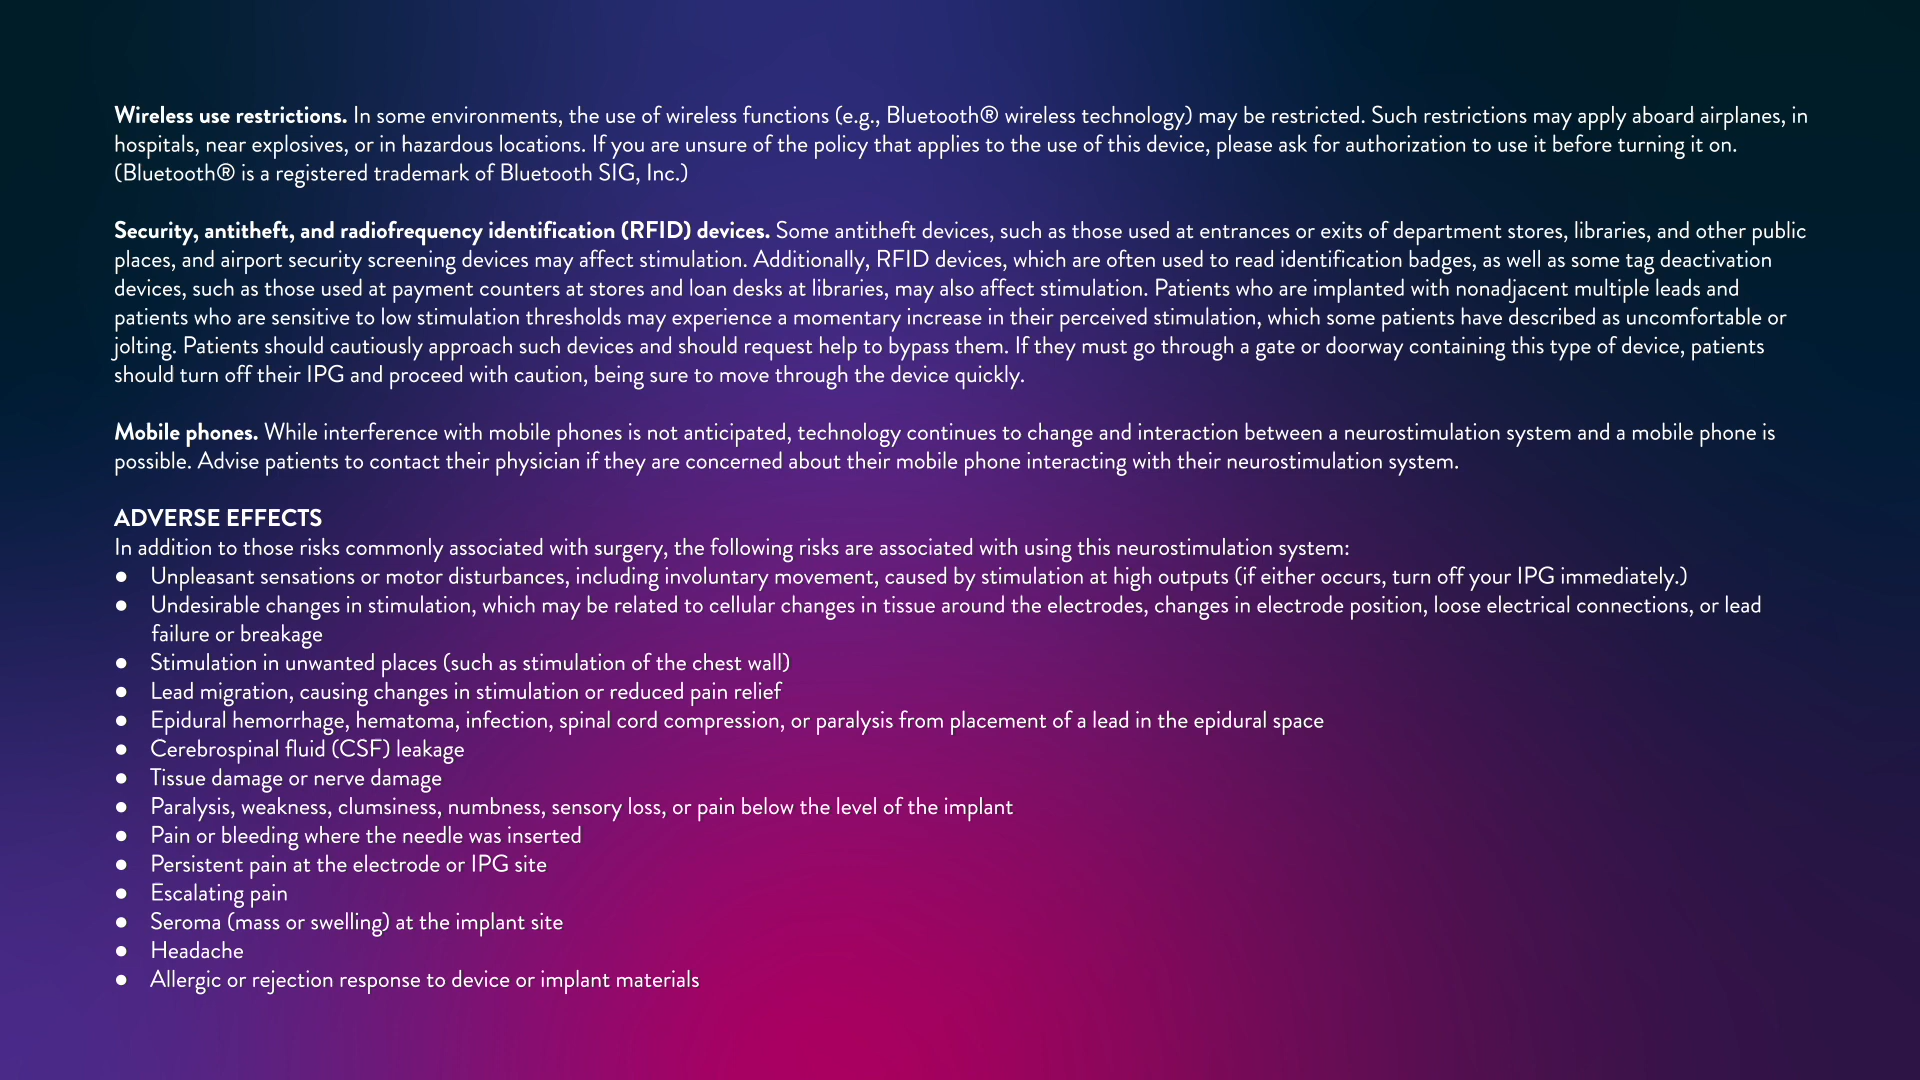 Wireless use restrictions. In some environments, the use of wireless functions (e.g., Bluetooth® wireless technology) may be restricted. Such restrictions may apply aboard airplanes, in
hospitals, near explosives, or in hazardous locations. If you are unsure of the policy that applies to the use of this device, please ask for authorization to use it before turning it on.
(Bluetooth® is a registered trademark of Bluetooth SIG, Inc.)
Security, antitheft, and radiofrequency identification (RFID) devices. Some antitheft devices, such as those used at entrances or exits of department stores, libraries, and other public
places, and airport security screening devices may affect stimulation. Additionally, RFID devices, which are often used to read identification badges, as well as some tag deactivation
devices, such as those used at payment counters at stores and loan desks at libraries, may also affect stimulation. Patients who are implanted with nonadjacent multiple leads and
patients who are sensitive to low stimulation thresholds may experience a momentary increase in their perceived stimulation, which some patients have described as uncomfortable or
jolting. Patients should cautiously approach such devices and should request help to bypass them. If they must go through a gate or doorway containing this type of device, patients
should turn off their IPG and proceed with caution, being sure to move through the device quickly.
Mobile phones. While interference with mobile phones is not anticipated, technology continues to change and interaction between a neurostimulation system and a mobile phone is
possible. Advise patients to contact their physician if they are concerned about their mobile phone interacting with their neurostimulation system.
ADVERSE EFFECTS
In addition to those risks commonly associated with surgery, the following risks are associated with using this neurostimulation system:
● Unpleasant sensations or motor disturbances, including involuntary movement, caused by stimulation at high outputs (if either occurs, turn off your IPG immediately.)
● Undesirable changes in stimulation, which may be related to cellular changes in tissue around the electrodes, changes in electrode position, loose electrical connections, or lead
failure or breakage
● Stimulation in unwanted places (such as stimulation of the chest wall)
● Lead migration, causing changes in stimulation or reduced pain relief
● Epidural hemorrhage, hematoma, infection, spinal cord compression, or paralysis from placement of a lead in the epidural space
● Cerebrospinal fluid (CSF) leakage
● Tissue damage or nerve damage
● Paralysis, weakness, clumsiness, numbness, sensory loss, or pain below the level of the implant
● Pain or bleeding where the needle was inserted
● Persistent pain at the electrode or IPG site
● Escalating pain
● Seroma (mass or swelling) at the implant site
● Headache
● Allergic or rejection response to device or implant materials